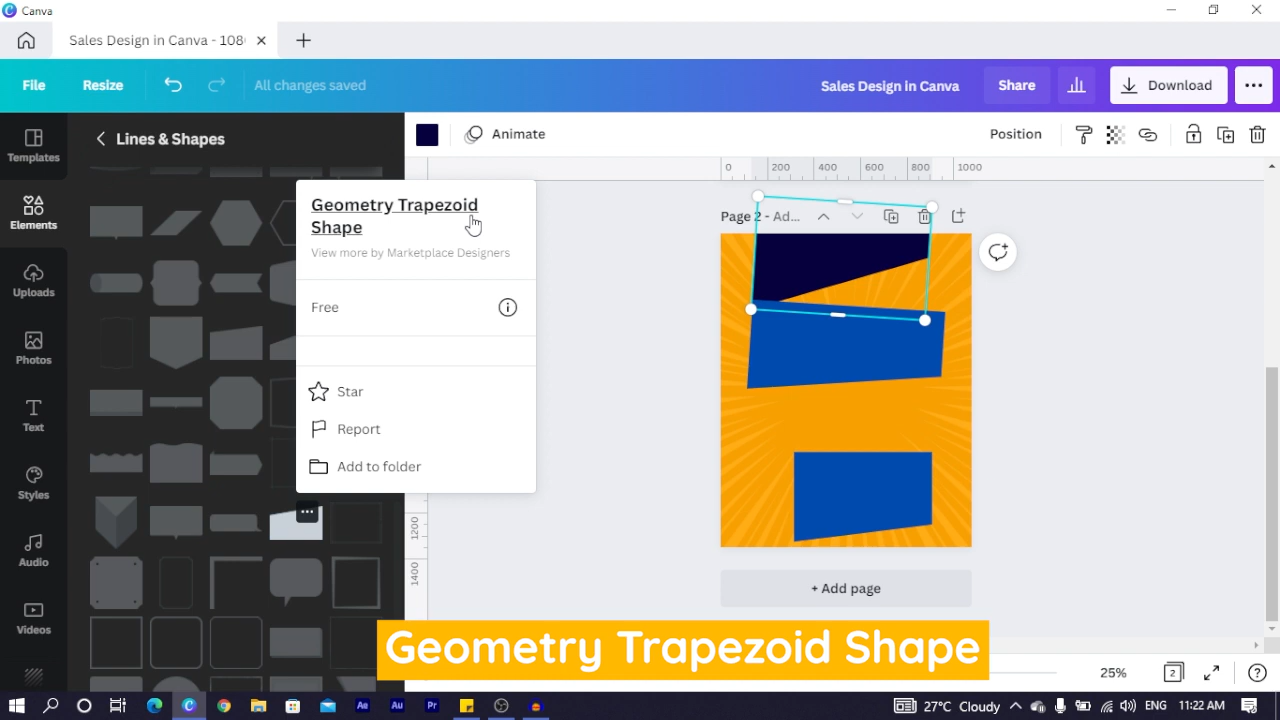 Canva
Sales Design in Canva - 108
File
Resize
All changes saved
Sales Design in Canva
Share
Download
Templates
Lines & Shapes
Animate
Position
0
200
400
600
800
1000
Elements
Geometry Trapezoid
Shape
View more by Marketplace Designers
Page 2 - Ad...
Uploads
Free
Photos
Star
Text
Report
Add to folder
Styles
1200
Audio
1400
+ Add page
Videos
Geometry Trapezoid Shape
25%
2
Ae
Au
Pr
27°C Cloudy
ENG
11:22 AM